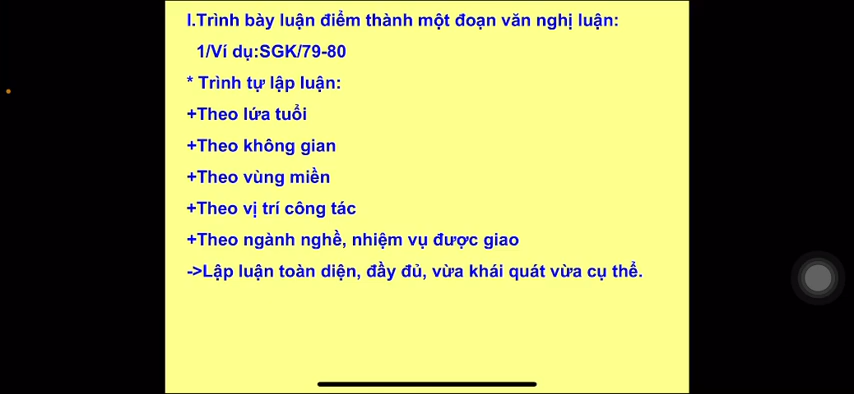 I.Trình bày luận điểm thành một đoạn văn nghị luận:
1/Ví dụ:SGK/79-80
* Trình tự lập luận:
+Theo lứa tuổi
+Theo không gian
+Theo vùng miền
+Theo vị trí công tác
+Theo ngành nghề, nhiệm vụ được giao
->Lập luận toàn diện, đầy đủ, vừa khái quát vừa cụ thể.